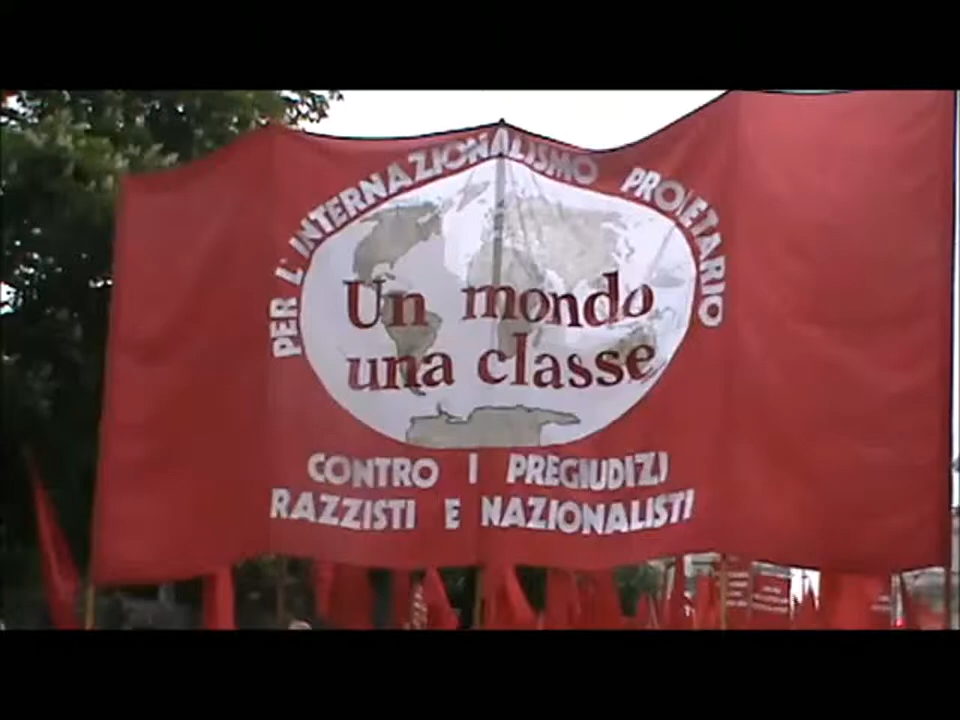 PER L'INTERNAZIONALISMO PROLETARIO
Un mondo
una classe
CONTRO I PREGIUDIZI
RAZZISTI E NAZIONALISTI